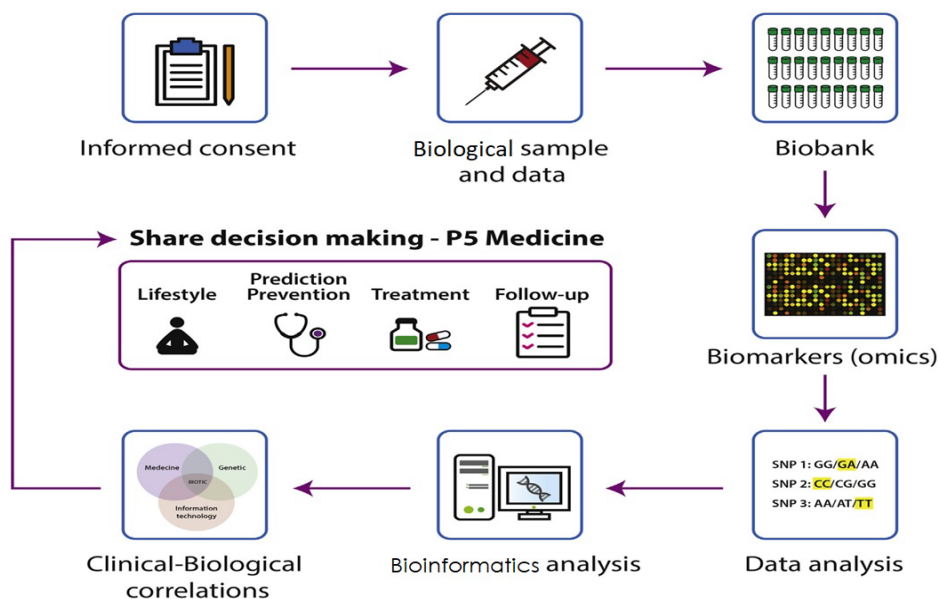 Informed consent
Biological sample
and data
Biobank
Share decision making - P5 Medicine
Lifestyle
Prediction
Prevention
Treatment
Follow-up
Biomarkers (omics)
Medecine
Genetic
BIOTIC
Information
technology
Clinical-Biological
correlations
Bioinformatics analysis
SNP 1: GG/GA/AA
SNP 2: CC/CG/GG
SNP 3: AA/AT/TT
Data analysis